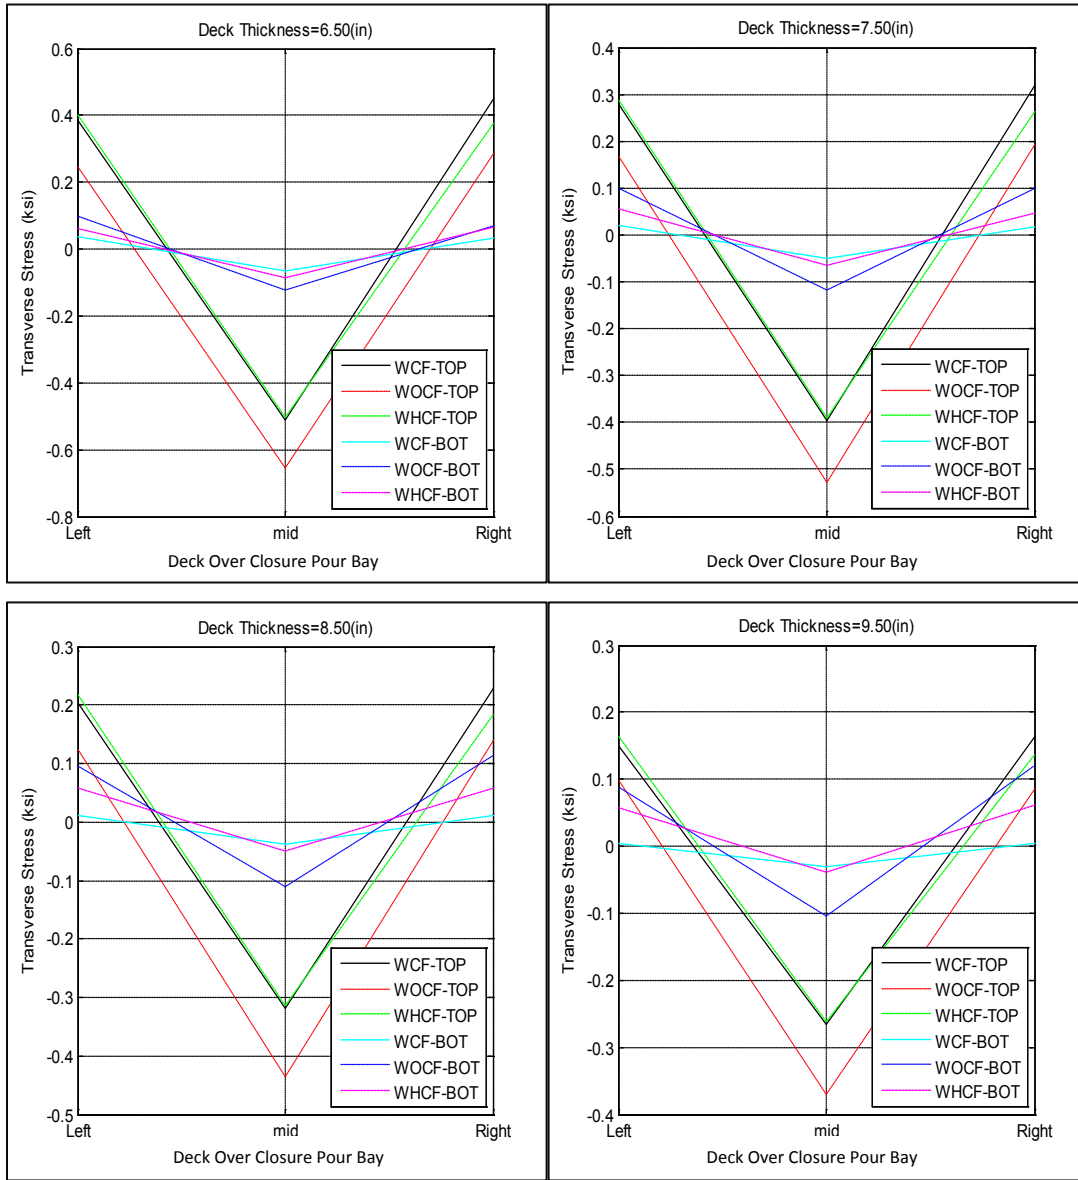 Deck Thickness=6.50(in)
Transverse Stress (ksi)
0.6
0.4
0.2
0
-0.2
-0.4
-0.6
-0.8
Left
mid
Right
WCF-TOP
WOCF-TOP
WHCF-TOP
WCF-BOT
WOCF-BOT
WHCF-BOT
Deck Over Closure Pour Bay
Deck Thickness=7.50(in)
Transverse Stress (ksi)
0.4
0.3
0.2
0.1
0
-0.1
-0.2
-0.3
-0.4
-0.5
-0.6
Left
mid
Right
WCF-TOP
WOCF-TOP
WHCF-TOP
WCF-BOT
WOCF-BOT
WHCF-BOT
Deck Over Closure Pour Bay
Deck Thickness=8.50(in)
Transverse Stress (ksi)
0.3
0.2
0.1
0
-0.1
-0.2
-0.3
-0.4
-0.5
Left
mid
Right
WCF-TOP
WOCF-TOP
WHCF-TOP
WCF-BOT
WOCF-BOT
WHCF-BOT
Deck Over Closure Pour Bay
Deck Thickness=9.50(in)
Transverse Stress (ksi)
0.3
0.2
0.1
0
-0.1
-0.2
-0.3
-0.4
Left
mid
Right
WCF-TOP
WOCF-TOP
WHCF-TOP
WCF-BOT
WOCF-BOT
WHCF-BOT
Deck Over Closure Pour Bay